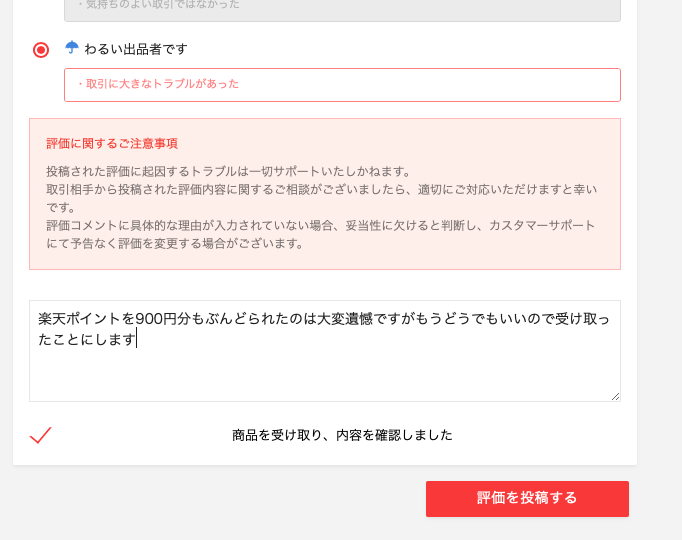 ・気持ちのよい取引ではなかった
わるい出品者です
・取引に大きなトラブルがあった
評価に関するご注意事項
投稿された評価に起因するトラブルは一切サポートいたしかねます。
取引相手から投稿された評価内容に関するご相談がございましたら、適切にご対応いただけますと幸い
です。
評価コメントに具体的な理由が入力されていない場合、妥当性に欠けると判断し、カスタマーサポート
にて予告なく評価を変更する場合がございます。
楽天ポイントを900円分もぶんどられたのは大変遺憾ですがもうどうでもいいので受け取っ
たことにします
商品を受け取り、内容を確認しました
評価を投稿する